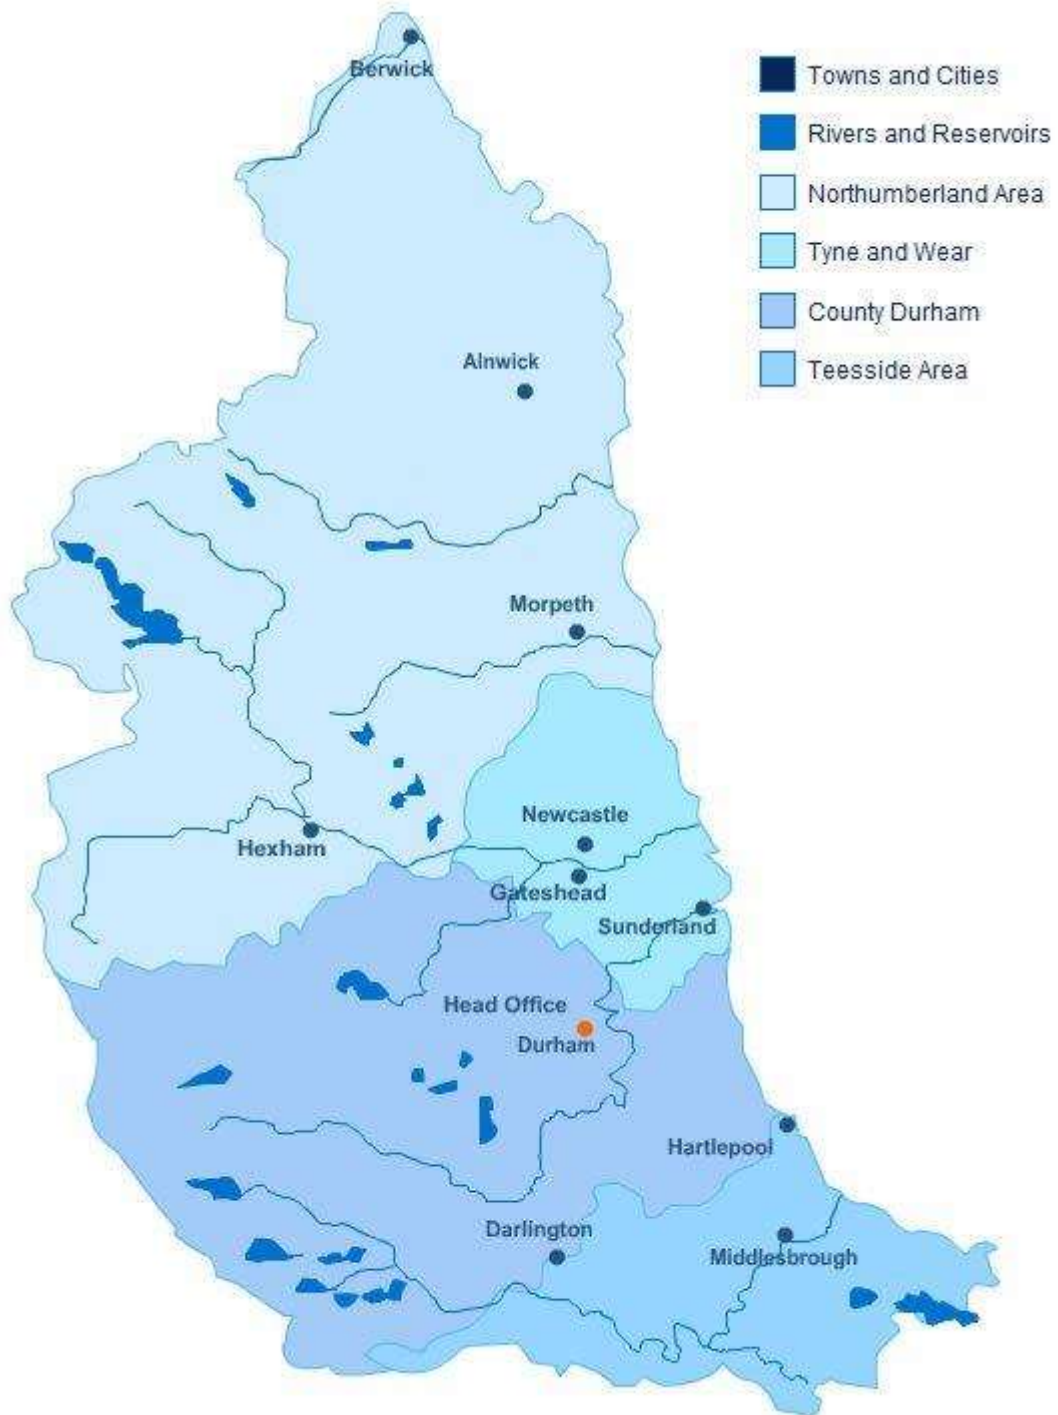 Berwick
Towns and Cities
Rivers and Reservoirs
Northumberland Area
Tyne and Wear
County Durham
Teesside Area
Alnwick
Morpeth
Newcastle
Hexham
Gateshead
Sunderland
Head Office
Durham
Hartlepool
Darlington
Middlesbrough